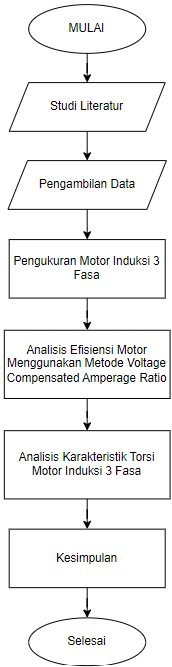 MULAI
Studi Literatur
Pengambilan Data
Pengukuran Motor Induksi 3
Fasa
Analisis Efisiensi Motor
Menggunakan Metode Voltage
Compensated Amperage Ratio
Analisis Karakteristik Torsi
Motor Induksi 3 Fasa
Kesimpulan
Selesai